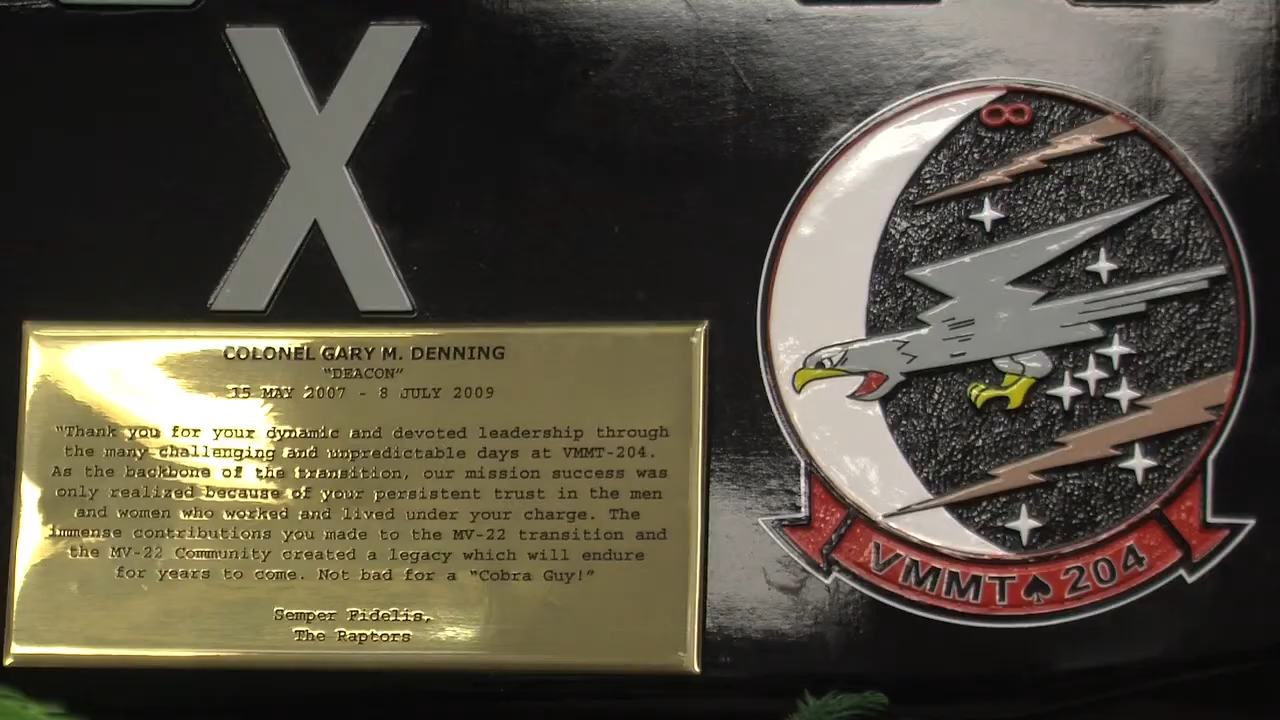 X
COLONEL GARY M. DENNING
"DEACON"
15 MAY 2007 - 8 JULY 2009
"Thank you for your dynamic and devoted leadership through
the many challenging and unpredictable days at VMMT-204.
As the backbone of the transition, our mission success was
only realized because of your persistent trust in the men
and women who worked and lived under your charge. The
immense contributions you made to the MV-22 transition and
the MV-22 Community created a legacy which will endure
for years to come. Not bad for a "Cobra Guy!"
Semper Fidelis,
The Raptors
∞
VMMT♠204